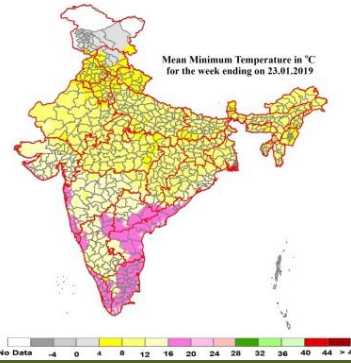 Mean Minimum Temperature in °C
for the week ending on 23.01.2019
No Data -4 0 4 8 12 16 20 24 28 32 36 40 44 > 4